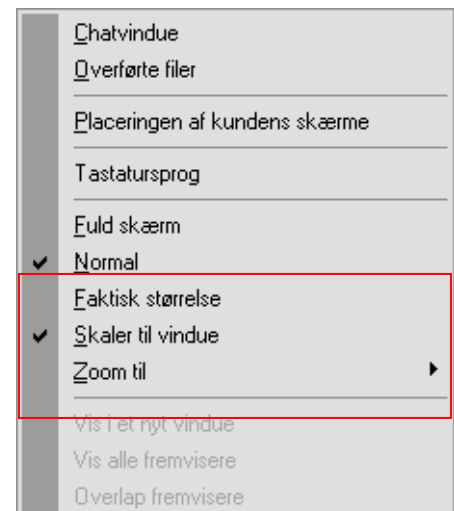 Chatvindue
Overførte filer
Placeringen af kundens skærme
Tastatursprog
Fuld skærm
Normal
Faktisk størrelse
Skaler til vindue
Zoom til
Vis i et nyt vindue
Vis alle fremvisere
Overlap fremvisere